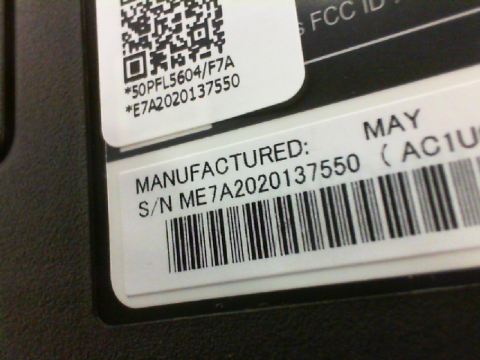 FCC ID
*50PFL5604/F7A
*E7A2020137550
MANUFACTURED: MAY
S/N ME7A2020137550 ( AC1U